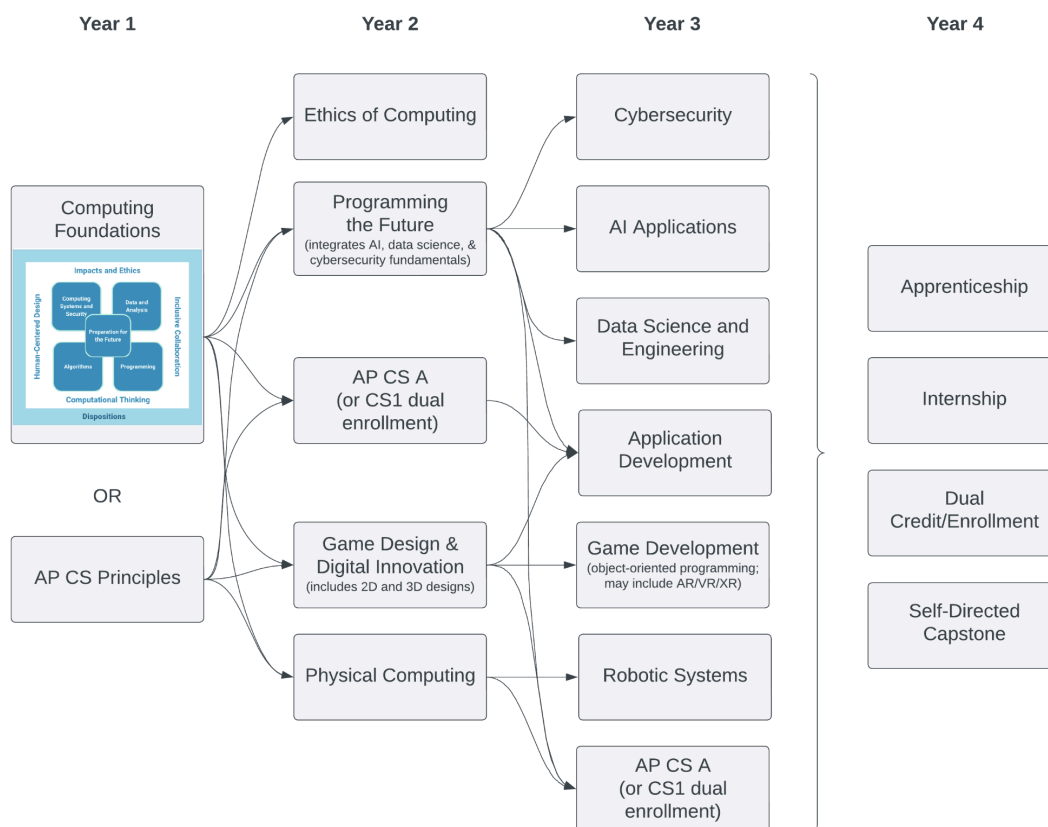 Year 1
Year 2
Year 3
Year 4
Computing
Foundations
Impacts and Ethics
Human-Centered Design
Inclusive Collaboration
Computing
Systems and
Security
Data and
Analysis
Preparation for
the Future
Algorithms
Programming
Computational Thinking
Dispositions
OR
AP CS Principles
Ethics of Computing
Programming
the Future
(integrates AI, data science, &
cybersecurity fundamentals)
AP CS A
(or CS1 dual
enrollment)
Game Design &
Digital Innovation
(includes 2D and 3D designs)
Physical Computing
Cybersecurity
AI Applications
Data Science and
Engineering
Application
Development
Game Development
(object-oriented programming;
may include AR/VR/XR)
Robotic Systems
AP CS A
(or CS1 dual
enrollment)
Apprenticeship
Internship
Dual
Credit/Enrollment
Self-Directed
Capstone